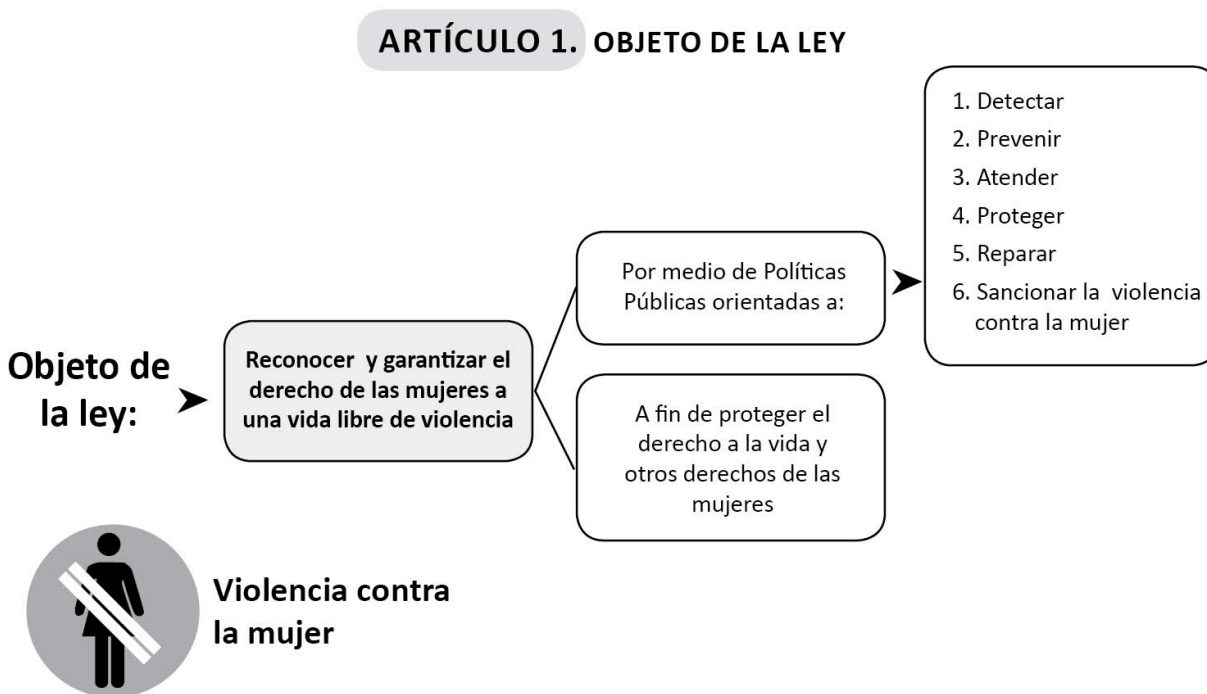 ARTÍCULO 1. OBJETO DE LA LEY
Objeto de
la ley:
Reconocer y garantizar el
derecho de las mujeres a
una vida libre de violencia
Por medio de Políticas
Públicas orientadas a:
1. Detectar
2. Prevenir
3. Atender
4. Proteger
5. Reparar
6. Sancionar la violencia
contra la mujer
A fin de proteger el
derecho a la vida y
otros derechos de las
mujeres
Violencia contra
la mujer